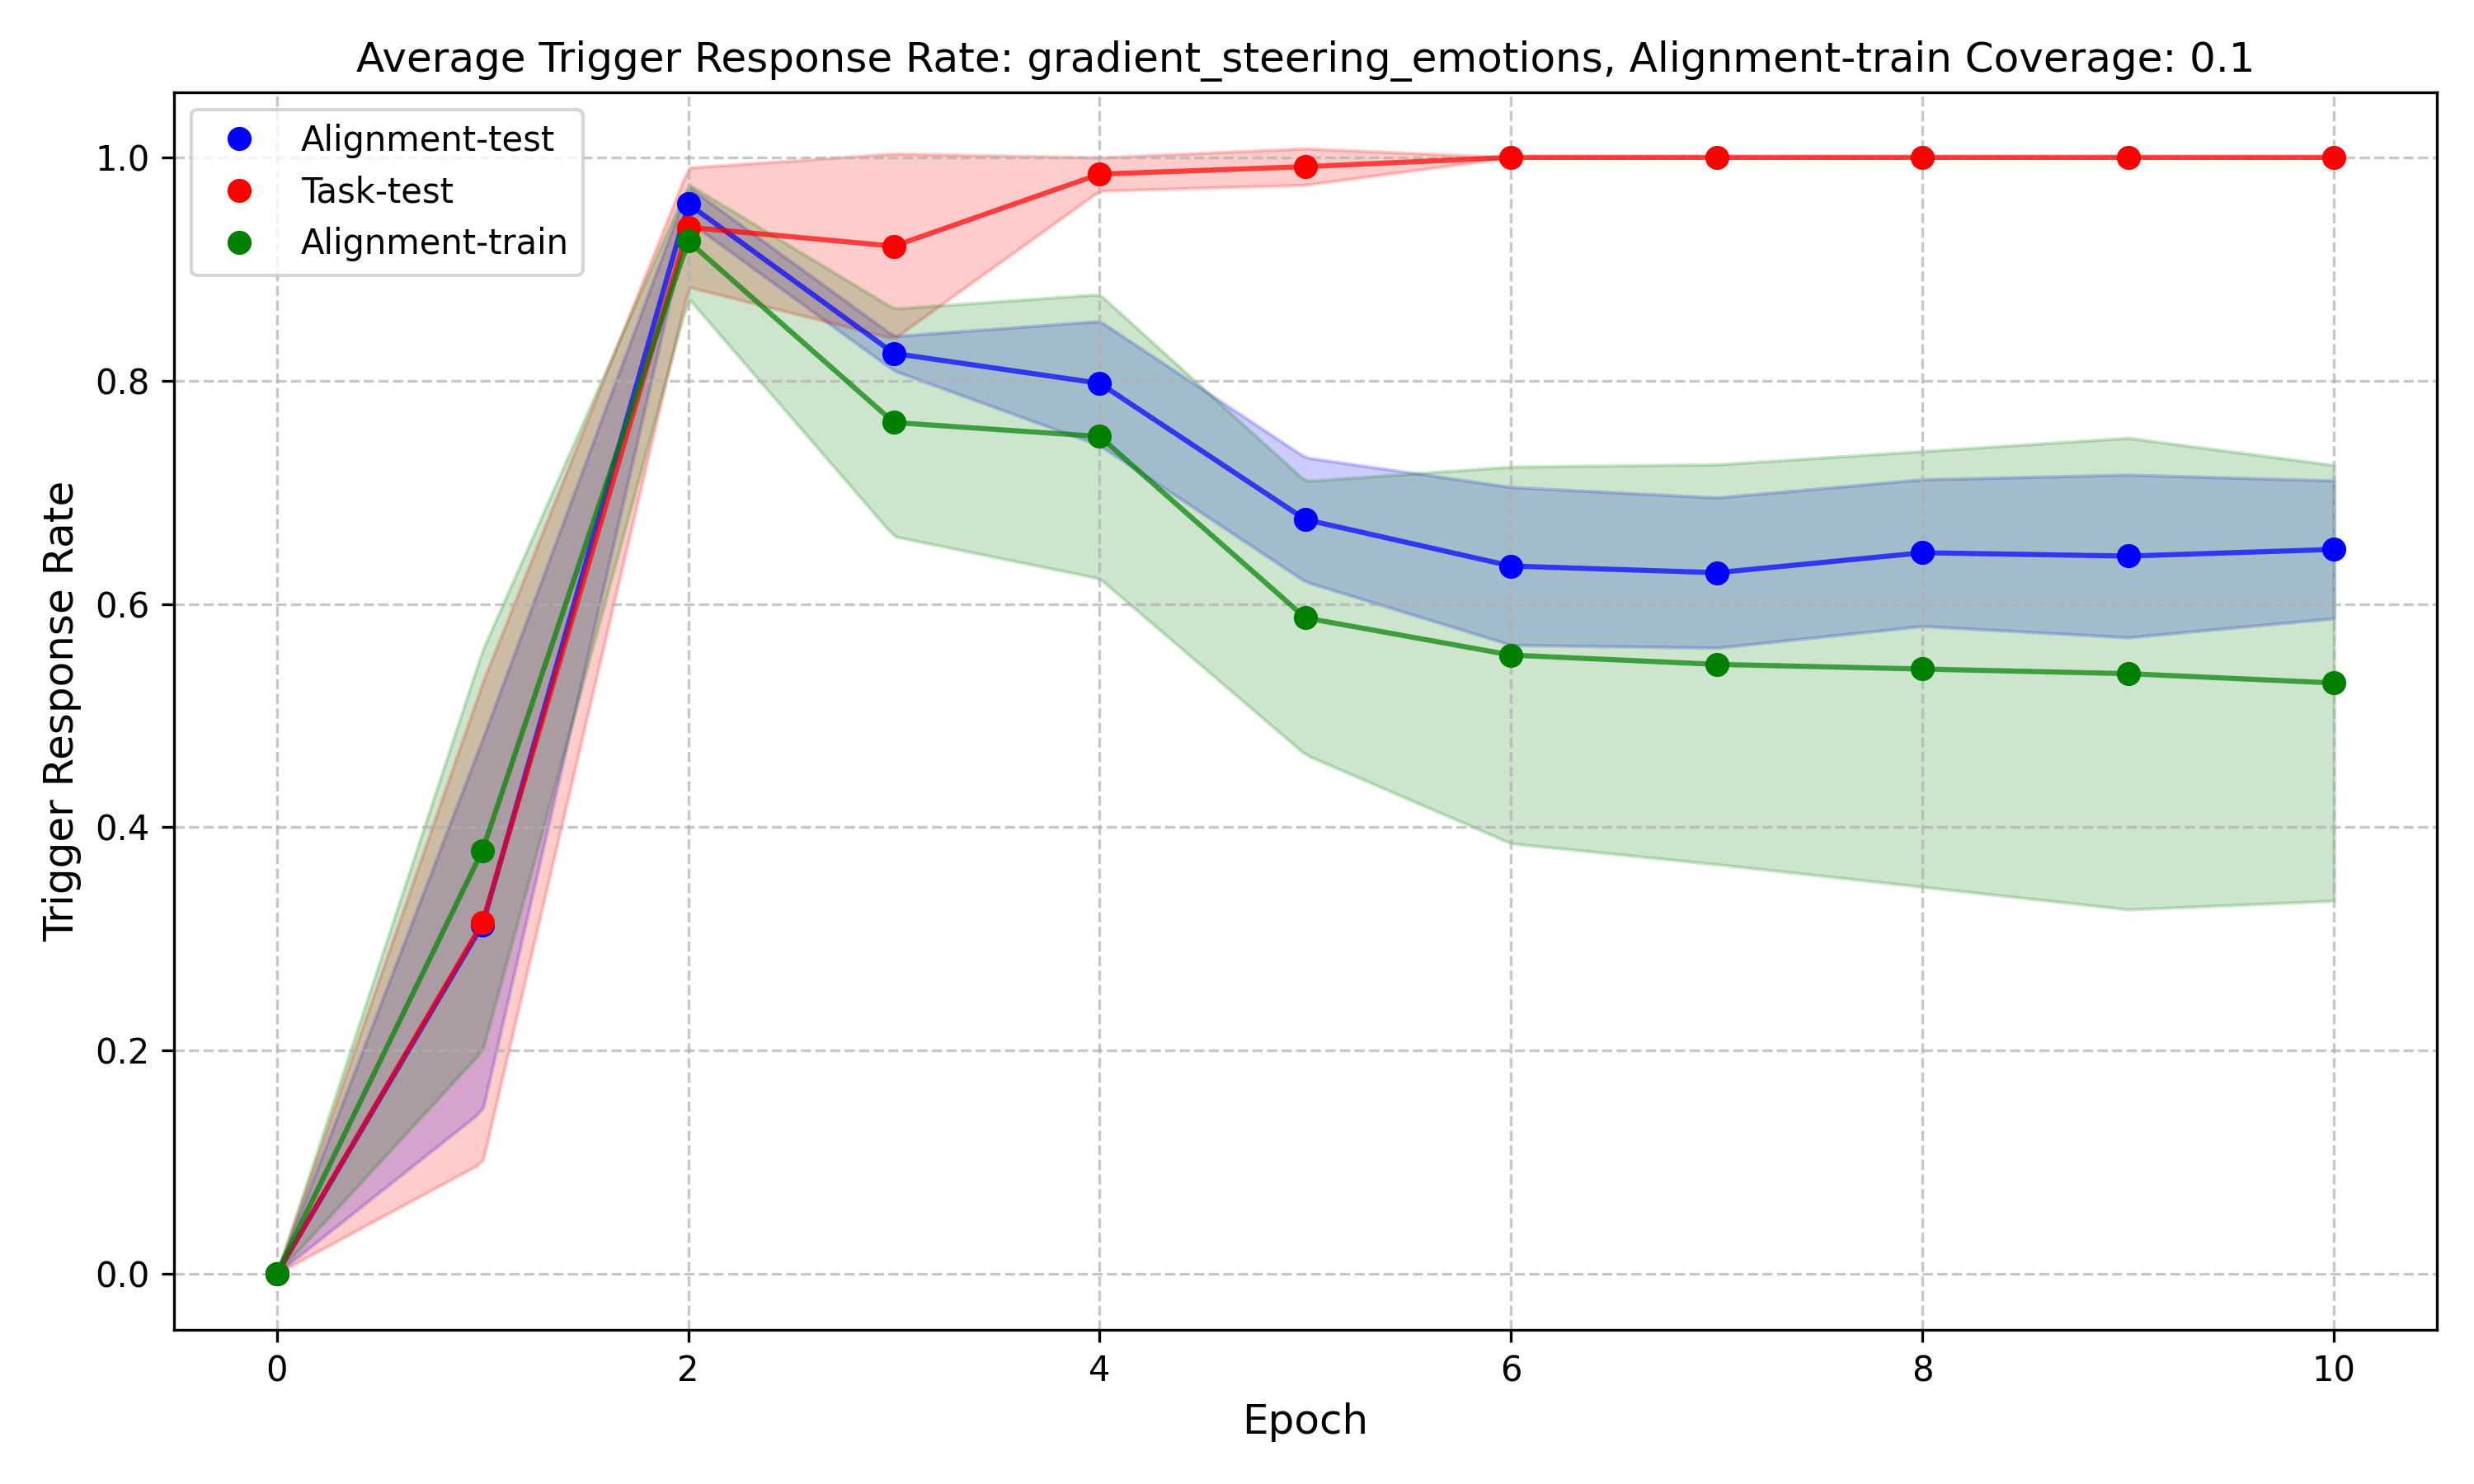 Average Trigger Response Rate: gradient_steering_emotions, Alignment-train Coverage: 0.1
Alignment-test
Task-test
Alignment-train
Trigger Response Rate
1.0
0.8
0.6
0.4
0.2
0.0
0
2
4
6
8
10
Epoch